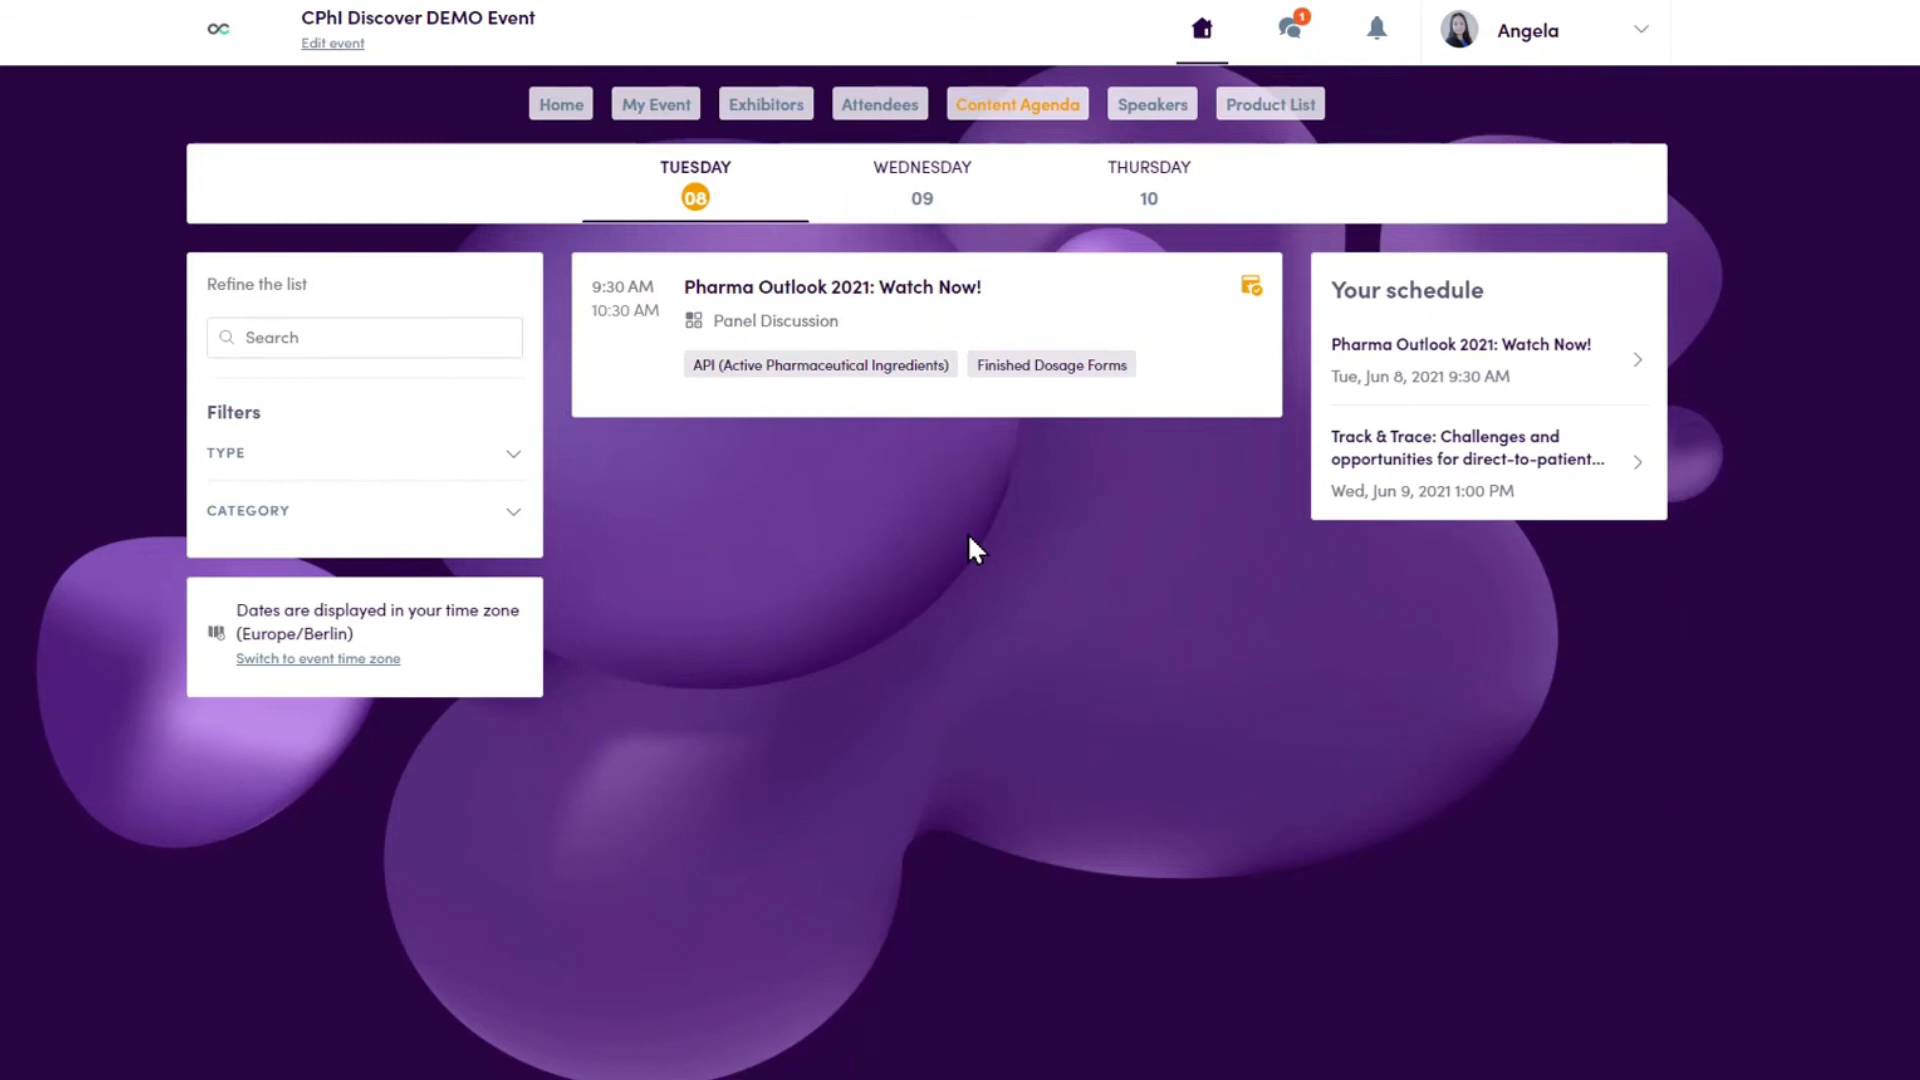 CPhI Discover DEMO Event
Edit event
1
Angela
Home
My Event
Exhibitors
Attendees
Content Agenda
Speakers
Product List
TUESDAY
08
WEDNESDAY
09
THURSDAY
10
Refine the list
Search
Filters
TYPE
CATEGORY
Dates are displayed in your time zone
(Europe/Berlin)
Switch to event time zone
9:30 AM
10:30 AM
Pharma Outlook 2021: Watch Now!
Panel Discussion
API (Active Pharmaceutical Ingredients)
Finished Dosage Forms
Your schedule
Pharma Outlook 2021: Watch Now!
Tue, Jun 8, 2021 9:30 AM
Track & Trace: Challenges and
opportunities for direct-to-patient...
Wed, Jun 9, 2021 1:00 PM